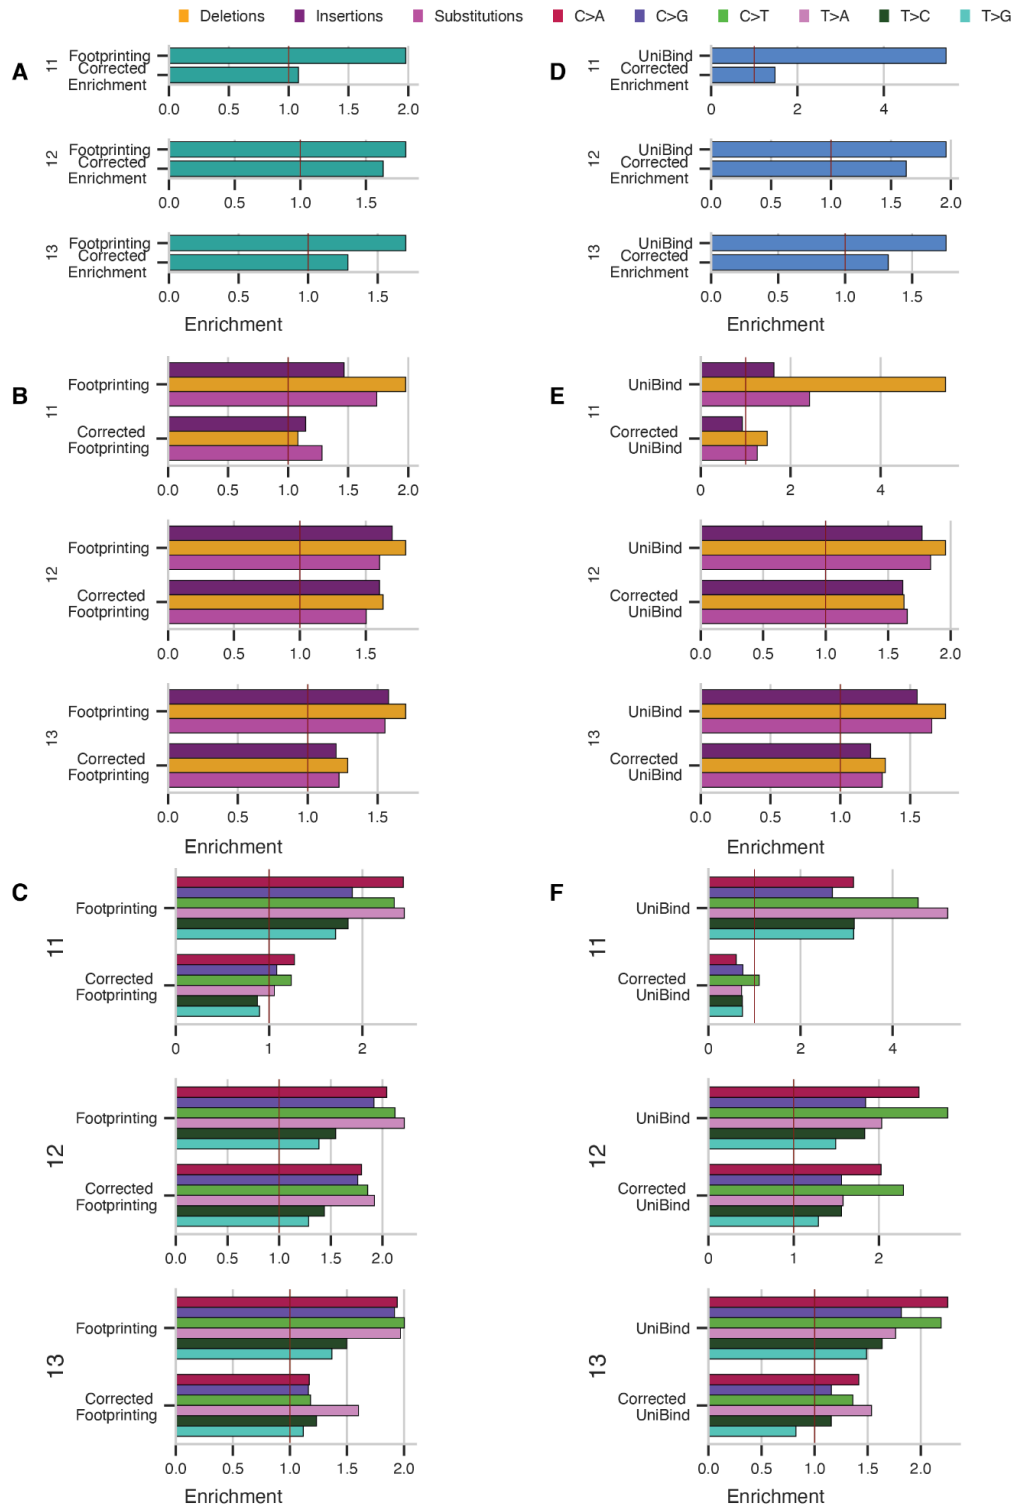 Deletions Insertions Substitutions C>A C>G C>T T>A T>C T>G
A
11
Footprinting
Corrected
Enrichment
0.0 0.5 1.0 1.5 2.0
12
Footprinting
Corrected
Enrichment
0.0 0.5 1.0 1.5
13
Footprinting
Corrected
Enrichment
0.0 0.5 1.0 1.5
Enrichment
D
11
UniBind
Corrected
Enrichment
0 2 4
12
UniBind
Corrected
Enrichment
0.0 0.5 1.0 1.5 2.0
13
UniBind
Corrected
Enrichment
0.0 0.5 1.0 1.5
Enrichment
B
11
Footprinting
Corrected
Footprinting
0.0 0.5 1.0 1.5 2.0
12
Footprinting
Corrected
Footprinting
0.0 0.5 1.0 1.5
13
Footprinting
Corrected
Footprinting
0.0 0.5 1.0 1.5
Enrichment
E
11
UniBind
Corrected
UniBind
0 2 4
12
UniBind
Corrected
UniBind
0.0 0.5 1.0 1.5 2.0
13
UniBind
Corrected
UniBind
0.0 0.5 1.0 1.5
Enrichment
C
11
Footprinting
Corrected
Footprinting
0 1 2
12
Footprinting
Corrected
Footprinting
0.0 0.5 1.0 1.5 2.0
13
Footprinting
Corrected
Footprinting
0.0 0.5 1.0 1.5 2.0
Enrichment
F
11
UniBind
Corrected
UniBind
0 2 4
12
UniBind
Corrected
UniBind
0 1 2
13
UniBind
Corrected
UniBind
0.0 0.5 1.0 1.5 2.0
Enrichment